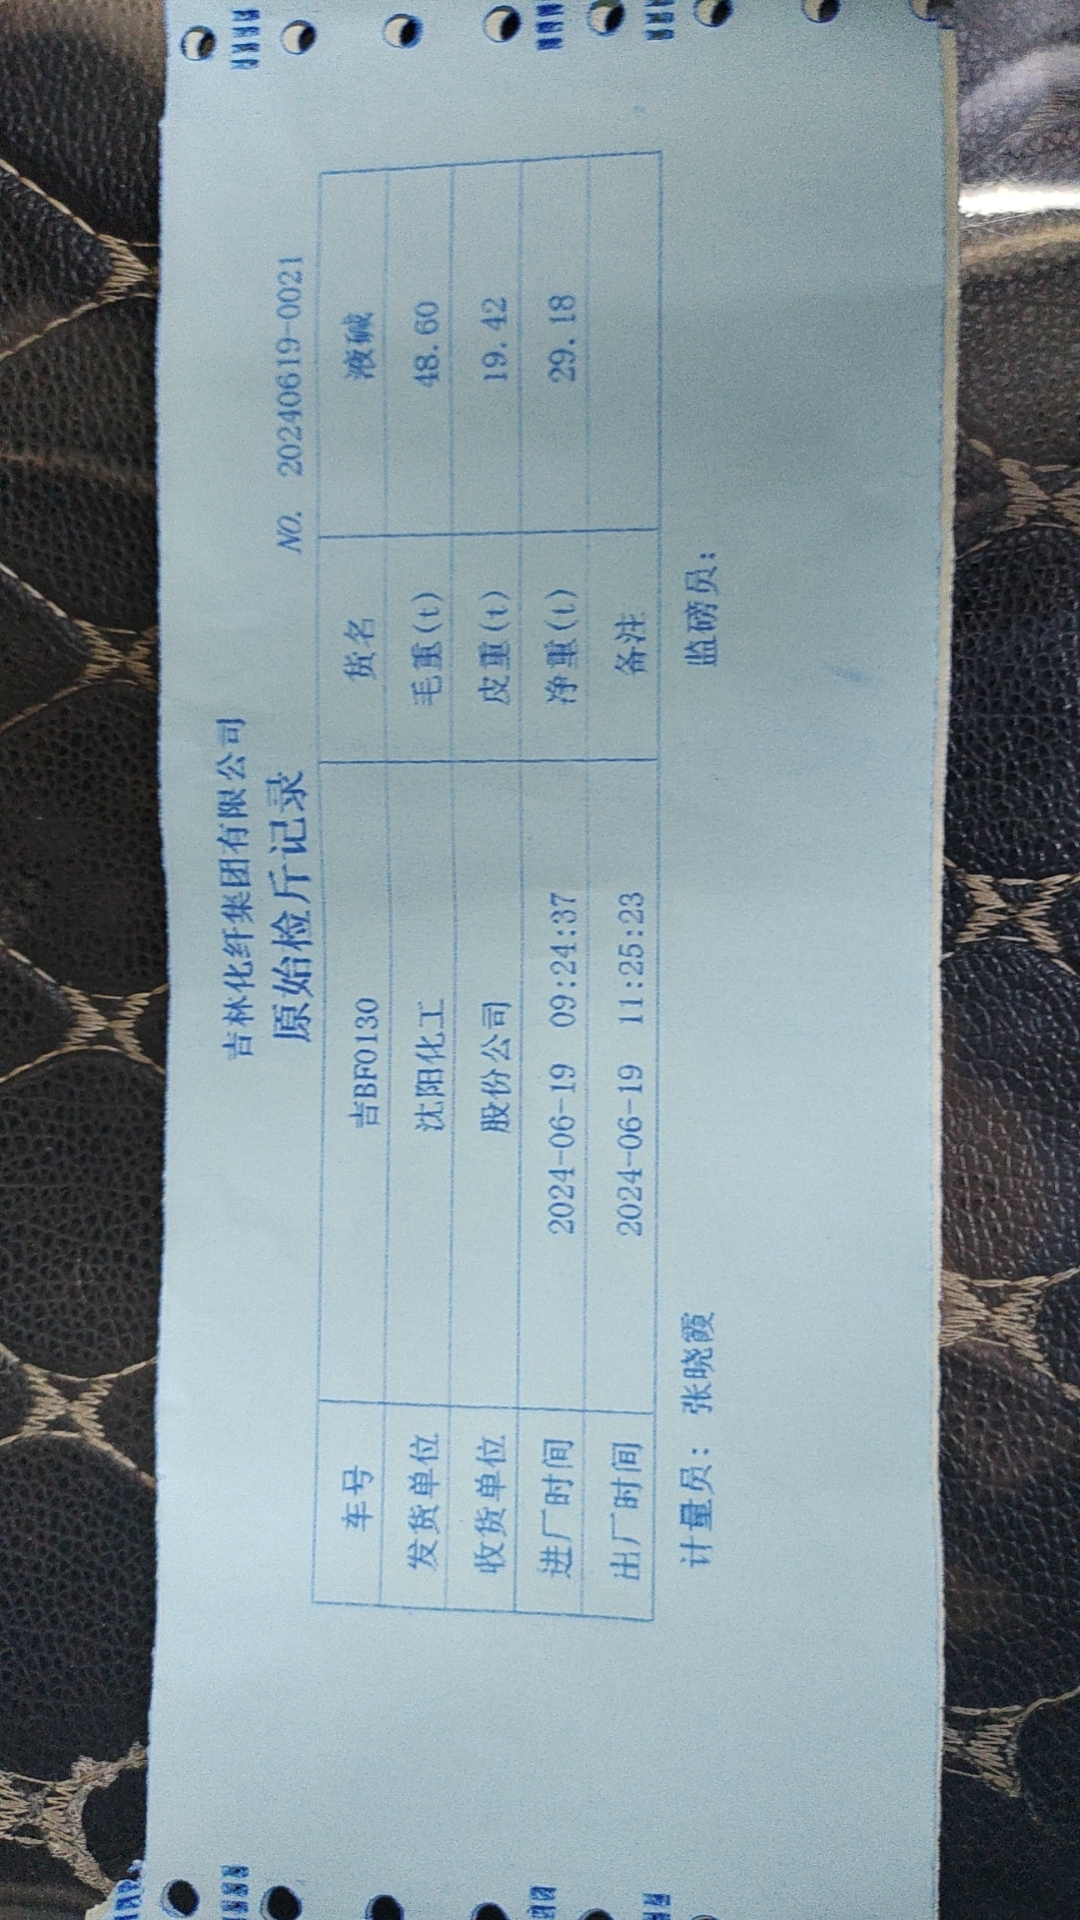 吉林化纤集团有限公司
原始检斤记录
NO. 20240619-0021
车号 吉BF0130 货名 液碱
发货单位 沈阳化工 毛重(t) 48.60
收货单位 股份公司 皮重(t) 19.42
进厂时间 2024-06-19 09:24:37 净重(t) 29.18
出厂时间 2024-06-19 11:25:23 备注
计量员: 张晓霞 监磅员: